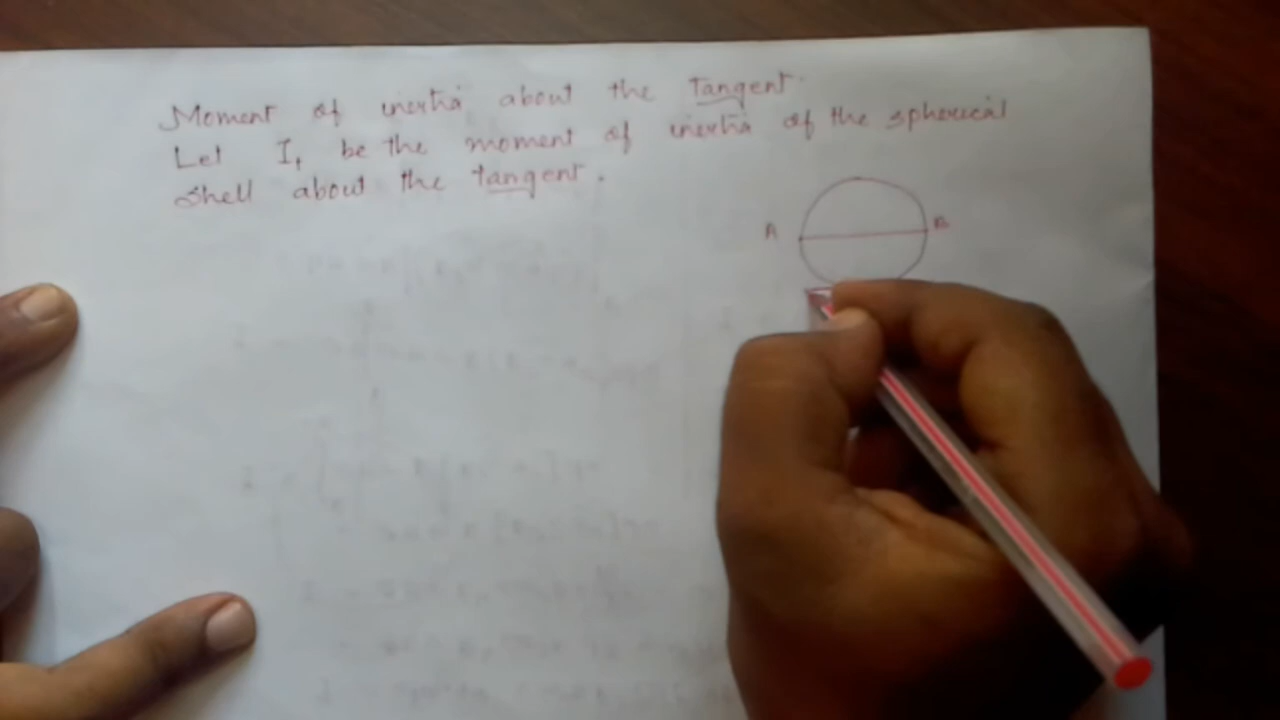 Moment of inertia about the Tangent.
Let I, be the moment of inertia of the spherical
shell about the tangent.
A B